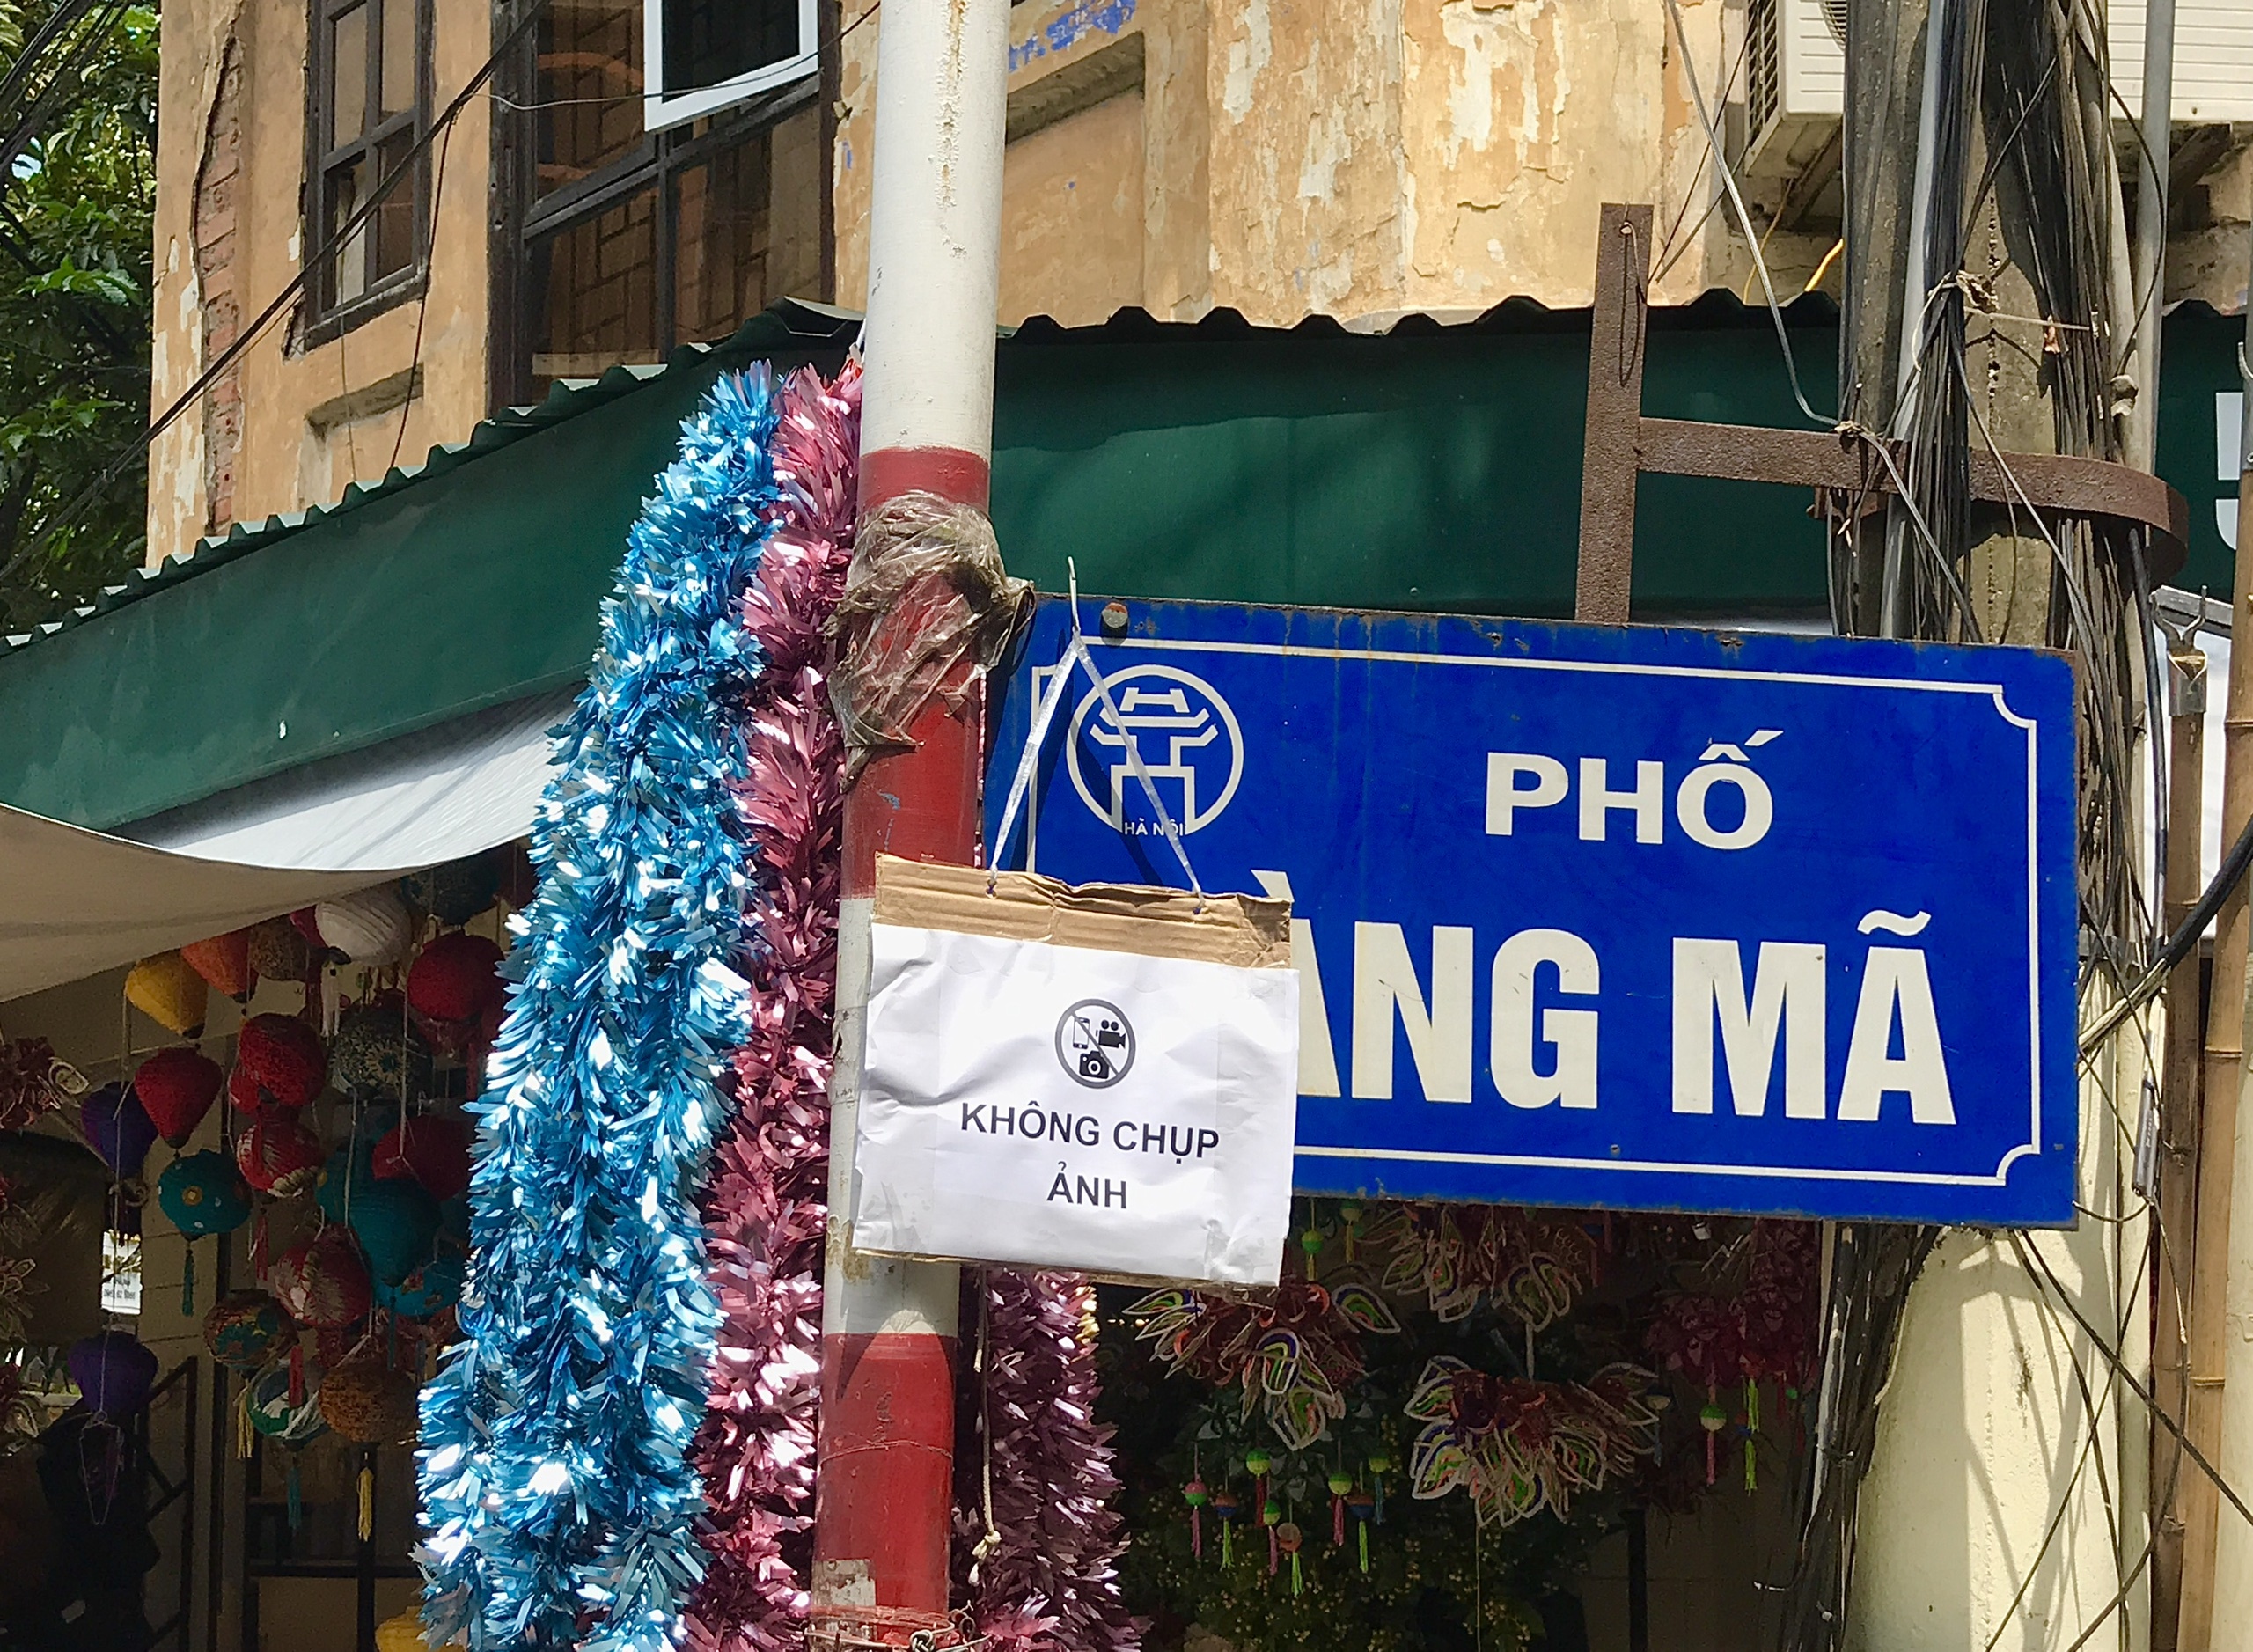 HÀ NỘI
PHỐ
ÀNG MÃ
KHÔNG CHỤP
ẢNH